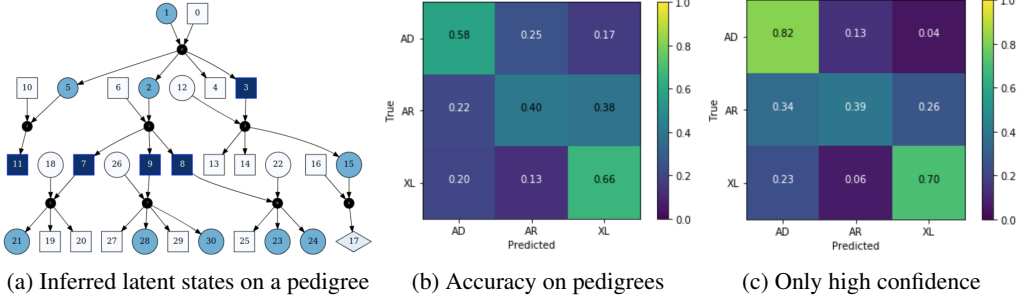 1 0
10 5 6 2 12 4 3
11 18 7 26 9 8 22 13 14 16 15
21 19 20 27 28 29 30 25 23 24 17
AD 0.58 0.25 0.17
AR 0.22 0.40 0.38
XL 0.20 0.13 0.66
True
AD AR XL
Predicted
1.0
0.8
0.6
0.4
0.2
0.0
AD 0.82 0.13 0.04
AR 0.34 0.39 0.26
XL 0.23 0.06 0.70
True
AD AR XL
Predicted
1.0
0.8
0.6
0.4
0.2
0.0
(a) Inferred latent states on a pedigree
(b) Accuracy on pedigrees
(c) Only high confidence